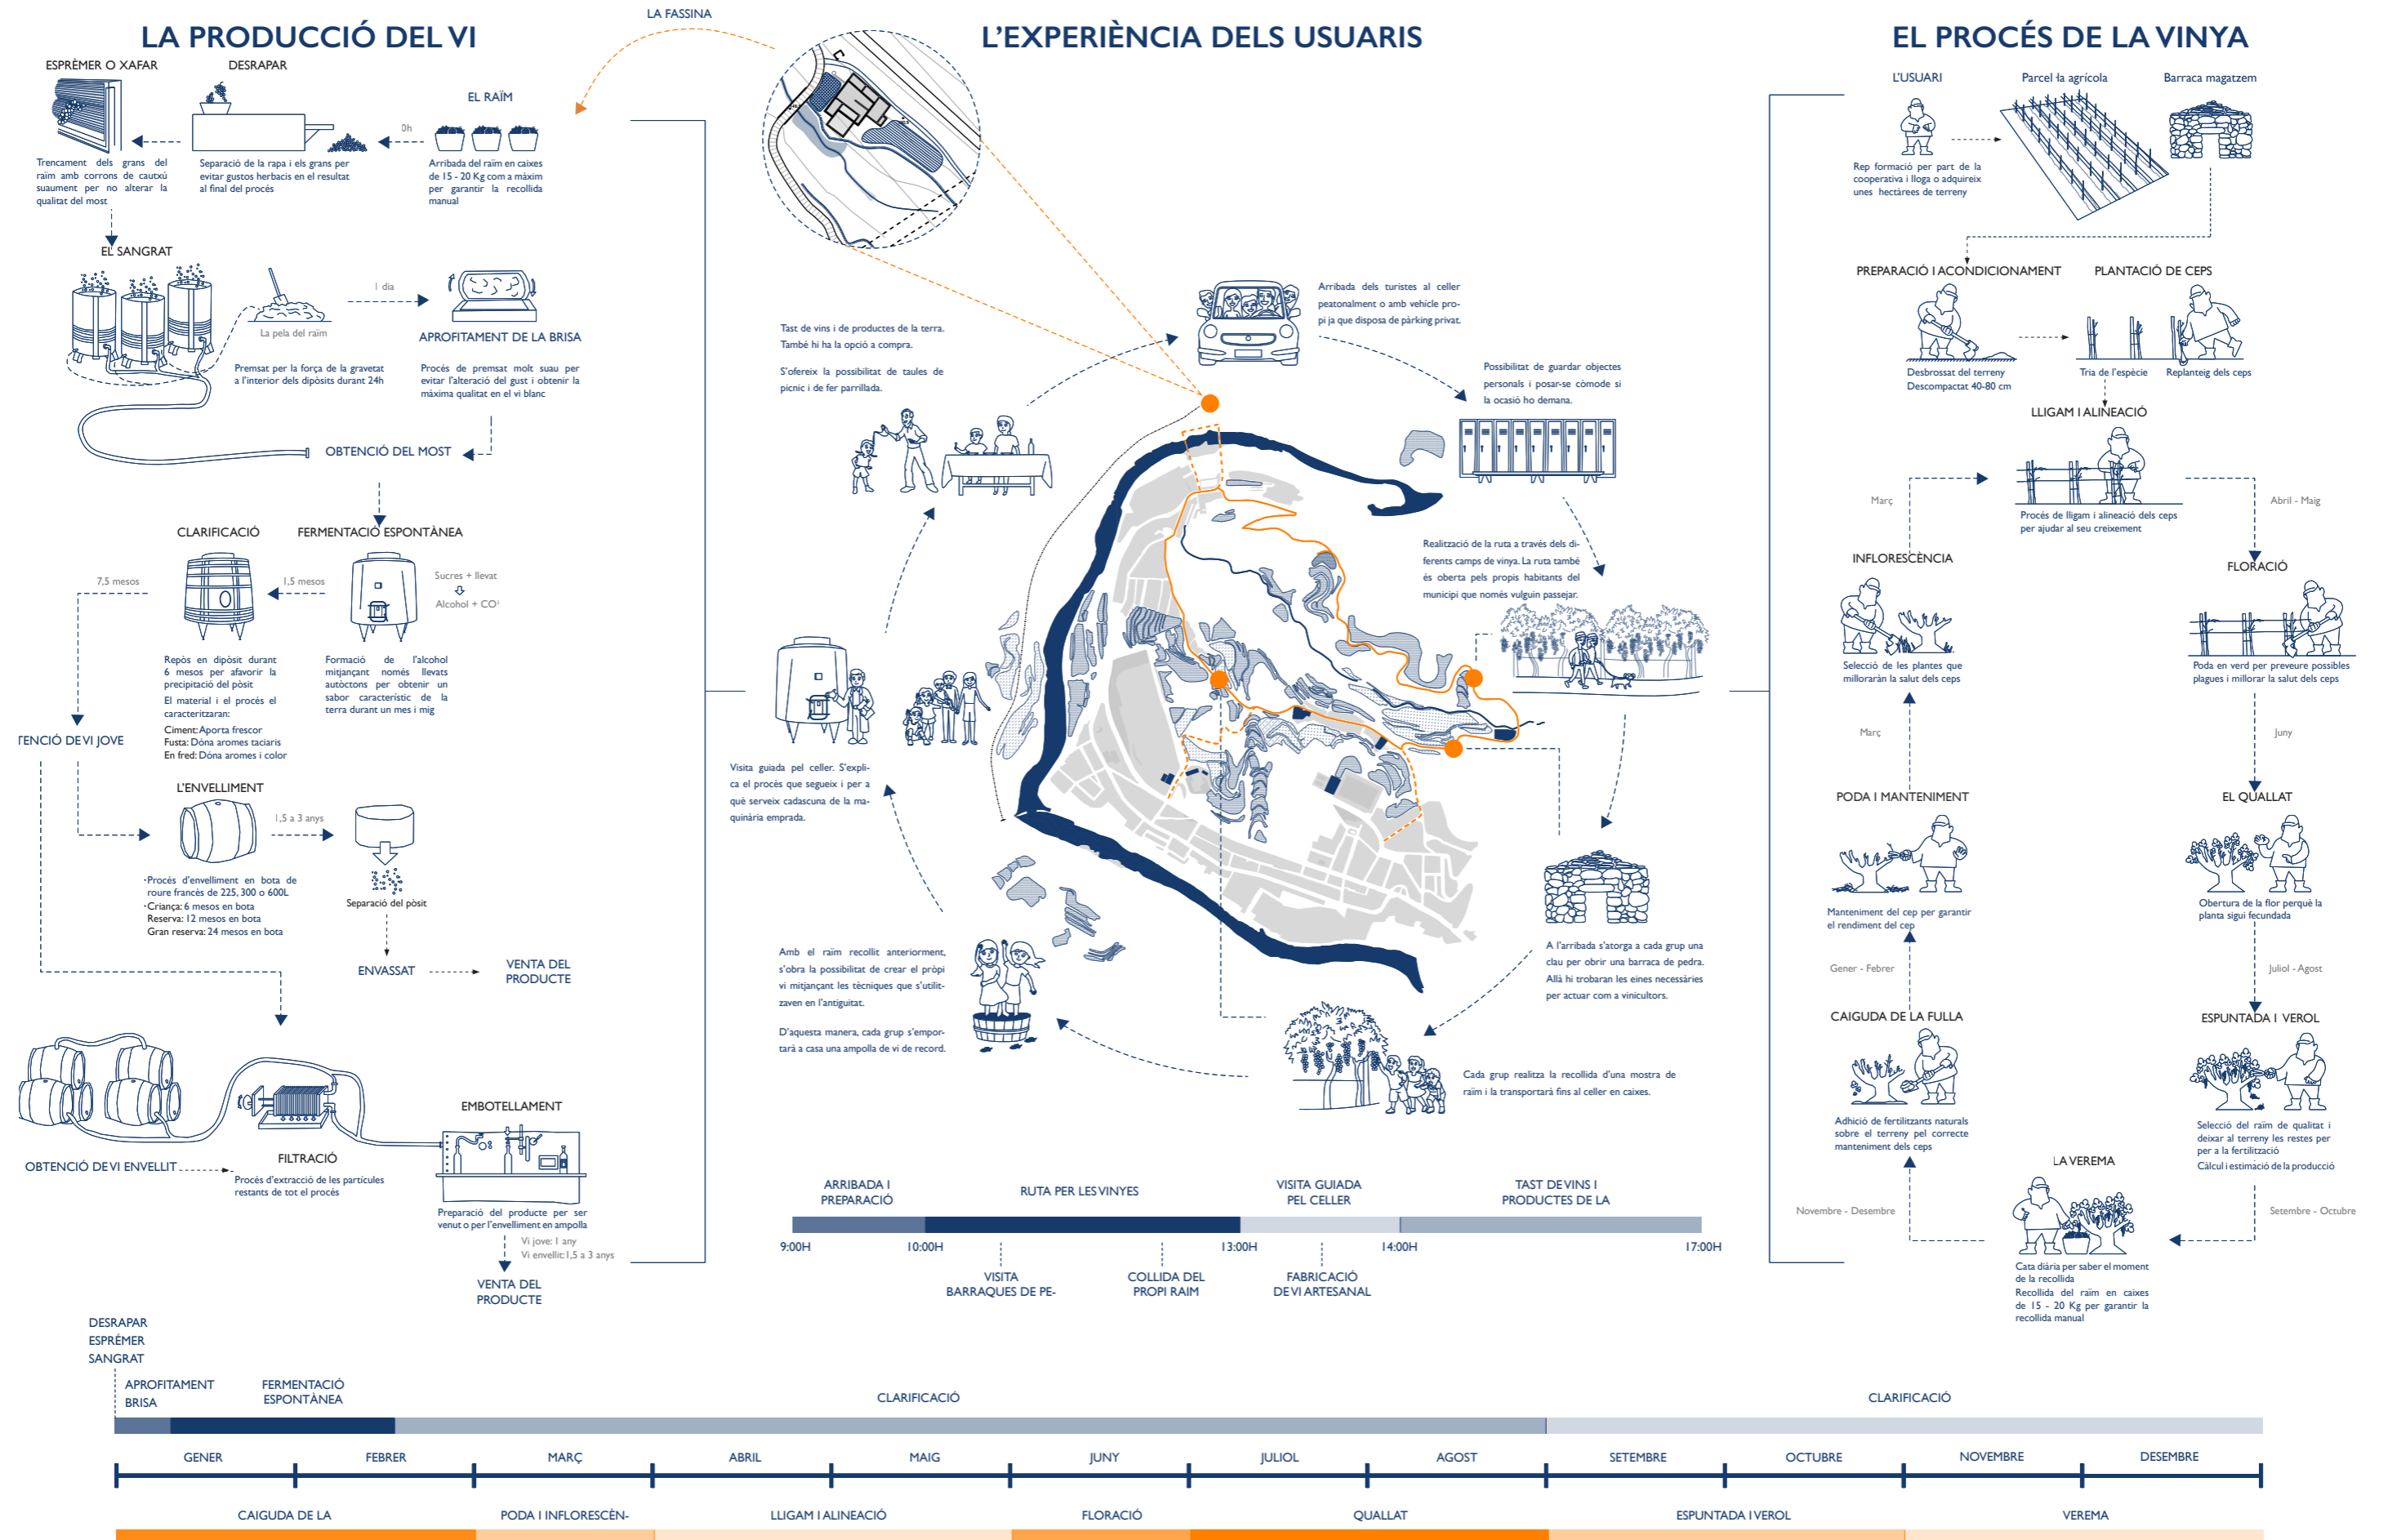 LA PRODUCCIÓ DEL VI
ESPRÈMER O XAFAR
DESRAPAR
EL RAÏM
0h
Trencament dels grans del
raïm amb corrons de cautxú
suaument per no alterar la
qualitat del most
Separació de la rapa i els grans per
evitar gustos herbacis en el resultat
al final del procés
Arribada del raïm en caixes
de 15 - 20 Kg com a màxim
per garantir la recollida
manual
EL SANGRAT
La pela del raïm
1 dia
APROFITAMENT DE LA BRISA
Premsat per la força de la gravetat
a l'interior dels dipòsits durant 24h
Procés de premsat molt suau per
evitar l'alteració del gust i obtenir la
màxima qualitat en el vi blanc
OBTENCIÓ DEL MOST
CLARIFICACIÓ
FERMENTACIÓ ESPONTÀNEA
7,5 mesos
1,5 mesos
Sucres + llevat
Alcohol + CO²
Repòs en dipòsit durant
6 mesos per afavorir la
precipitació del pòsit
El material i el procés el
caracteritzaran:
Ciment: Aporta frescor
Fusta: Dóna aromes taciaris
En fred: Dóna aromes i color
Formació de l'alcohol
mitjançant només llevats
autòctons per obtenir un
sabor característic de la
terra durant un mes i mig
TENCIÓ DE VI JOVE
L'ENVELLIMENT
1,5 a 3 anys
·Procés d'envelliment en bota de
roure francès de 225, 300 o 600L
·Criança: 6 mesos en bota
Reserva: 12 mesos en bota
Gran reserva: 24 mesos en bota
Separació del pòsit
ENVASSAT
VENTA DEL
PRODUCTE
OBTENCIÓ DE VI ENVELLIT
FILTRACIÓ
Procés d'extracció de les partícules
restants de tot el procés
EMBOTELLAMENT
Preparació del producte per ser
venut o per l'envelliment en ampolla
Vi jove: 1 any
Vi envellit: 1,5 a 3 anys
VENTA DEL
PRODUCTE
LA FASSINA
L'EXPERIÈNCIA DELS USUARIS
Arribada dels turistes al celler
peatonalment o amb vehícle pro-
pi ja que disposa de pàrking privat.
Tast de vins i de productes de la terra.
També hi ha la opció a compra.
S'ofereix la possibilitat de taules de
picnic i de fer parrillada.
Possibilitat de guardar objectes
personals i posar-se còmode si
la ocasió ho demana.
Realització de la ruta a través dels di-
ferents camps de vinya. La ruta també
és oberta pels propis habitants del
municipi que només vulguin passejar.
Visita guiada pel celler. S'expli-
ca el procés que segueix i per a
què serveix cadascuna de la ma-
quinària emprada.
A l'arribada s'atorga a cada grup una
clau per obrir una barraca de pedra.
Allà hi trobaran les eines necessàries
per actuar com a vinicultors.
Amb el raïm recollit anteriorment,
s'obra la possibilitat de crear el pròpi
vi mitjançant les tècniques que s'utilit-
zaven en l'antiguitat.
D'aquesta manera, cada grup s'empor-
tarà a casa una ampolla de vi de record.
Cada grup realitza la recollida d'una mostra de
raïm i la transportarà fins al celler en caixes.
ARRIBADA I
PREPARACIÓ
RUTA PER LES VINYES
VISITA GUIADA
PEL CELLER
TAST DE VINS I
PRODUCTES DE LA
9:00H
10:00H
13:00H
14:00H
17:00H
VISITA
BARRAQUES DE PE-
COLLIDA DEL
PROPI RAIM
FABRICACIÓ
DE VI ARTESANAL
EL PROCÉS DE LA VINYA
L'USUARI
Parcel·la agrícola
Barraca magatzem
Rep formació per part de la
cooperativa i lloga o adquireix
unes hectàrees de terreny
PREPARACIÓ I ACONDICIONAMENT
PLANTACIÓ DE CEPS
Desbrossat del terreny
Descompactat 40-80 cm
Tria de l'espècie
Replanteig dels ceps
LLIGAM I ALINEACIÓ
Març
Abril - Maig
Procés de lligam i alineació dels ceps
per ajudar al seu creixement
INFLORESCÈNCIA
FLORACIÓ
Selecció de les plantes que
milloraràn la salut dels ceps
Poda en verd per preveure possibles
plagues i millorar la salut dels ceps
Març
Juny
PODA I MANTENIMENT
EL QUALLAT
Manteniment del cep per garantir
el rendiment del cep
Obertura de la flor perquè la
planta sigui fecundada
Gener - Febrer
Juliol - Agost
CAIGUDA DE LA FULLA
ESPUNTADA I VEROL
Adhició de fertilitzants naturals
sobre el terreny pel correcte
manteniment dels ceps
Selecció del raïm de qualitat i
deixar al terreny les restes per
per a la fertilització
Càlcul i estimació de la producció
LA VEREMA
Novembre - Desembre
Setembre - Octubre
Cata diària per saber el moment
de la recollida
Recollida del raïm en caixes
de 15 - 20 Kg per garantir la
recollida manual
DESRAPAR
ESPRÉMER
SANGRAT
APROFITAMENT
BRISA
FERMENTACIÓ
ESPONTÀNEA
CLARIFICACIÓ
CLARIFICACIÓ
GENER
FEBRER
MARÇ
ABRIL
MAIG
JUNY
JULIOL
AGOST
SETEMBRE
OCTUBRE
NOVEMBRE
DESEMBRE
CAIGUDA DE LA
PODA I INFLORESCÈN-
LLIGAM I ALINEACIÓ
FLORACIÓ
QUALLAT
ESPUNTADA I VEROL
VEREMA